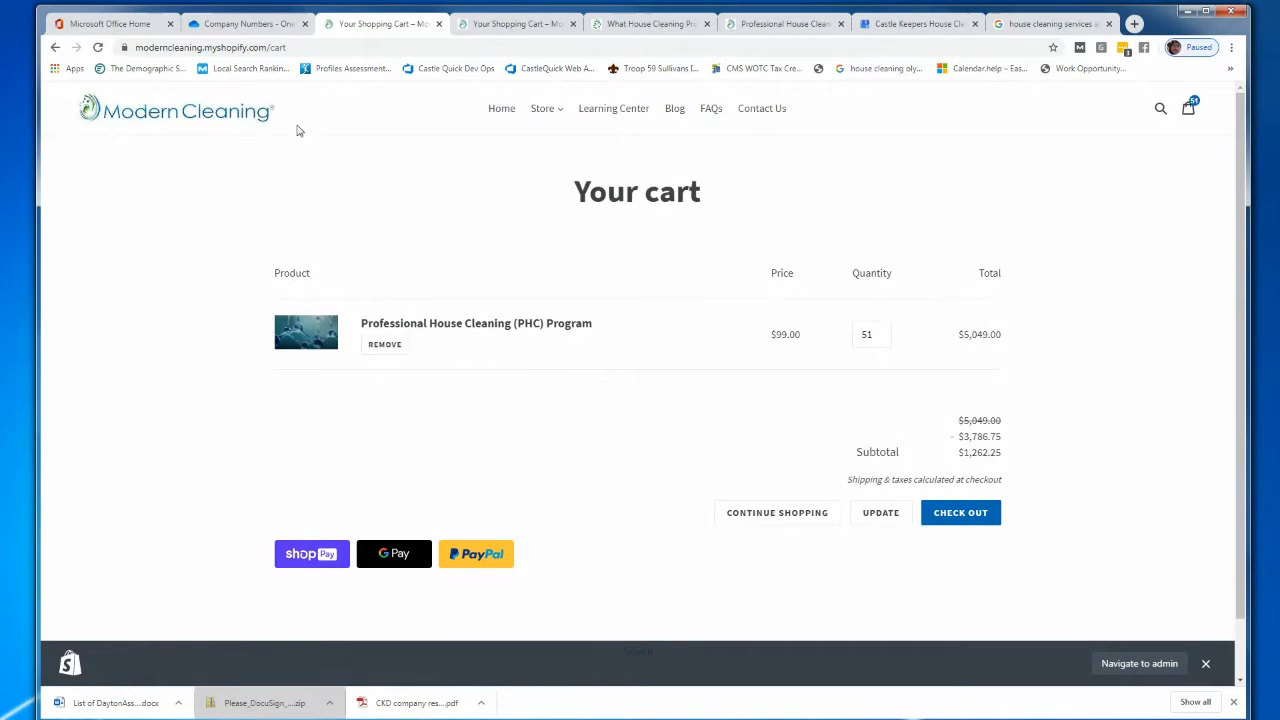 Microsoft Office Home
Company Numbers - One
Your Shopping Cart – Mo
Your Shopping Cart – Mo
What House Cleaning Pr
Professional House Clean
Castle Keepers House Cle
house cleaning services a
moderncleaning.myshopify.com/cart
Paused
Apps
The Demographic S...
Local Search Rankin...
Profiles Assessment...
Castle Quick Dev Ops
CastleQuick Web A...
Troop 59 Sullivans I...
CMS WOTC Tax Cre...
house cleaning oly...
Calendar.help – Eas...
Work Opportunity...
»
Modern Cleaning®
Home
Store
Learning Center
Blog
FAQs
Contact Us
51
Your cart
Product
Price
Quantity
Total
Professional House Cleaning (PHC) Program
REMOVE
$99.00
51
$5,049.00
$5,049.00
- $3,786.75
Subtotal
$1,262.25
Shipping & taxes calculated at checkout
CONTINUE SHOPPING
UPDATE
CHECK OUT
shop Pay
G Pay
PayPal
Search
Navigate to admin
List of DaytonAss....docx
Please_DocuSign_....zip
CKD company res....pdf
Show all